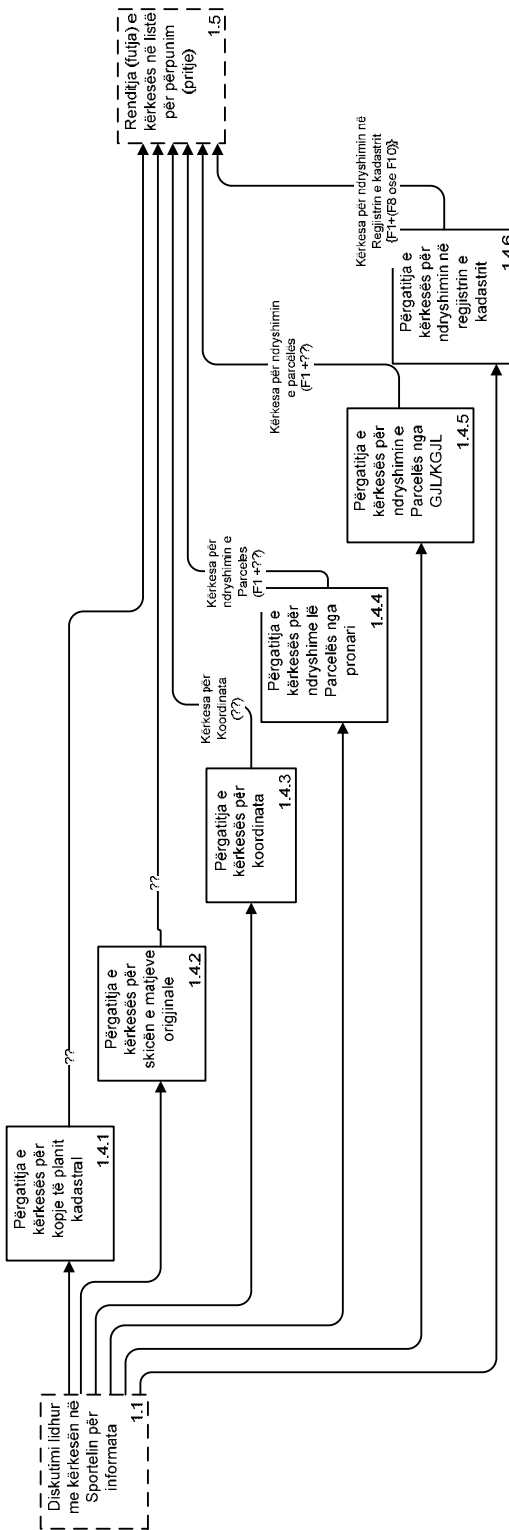 Diskutimi lidhur
me kërkesën në
Sportelin për
informata
1.1
Përgatitja e
kërkesës për
kopje të planit
kadastral
1.4.1
??
Përgatitja e
kërkesës për
skicën e matjeve
origjinale
1.4.2
??
Përgatitja e
kërkesës për
koordinata
1.4.3
Kërkesa për
Koordinata
(??)
Përgatitja e
kërkesës për
ndryshime lë
Parcelës nga
pronari
1.4.4
Kërkesa për
ndryshimin e
Parceles
(F1 +??)
Përgatitja e
kërkesës për
ndryshimin e
Parcelës nga
GJL/KGJL
1.4.5
Kërkesa për ndryshimin
e parcelës
(F1 +??)
Përgatitja e
kërkesës për
ndryshimin në
regjistrin e
kadastrit
1.4.6
Kërkesa për ndryshimin në
Regjistrin e kadastrit
{F1+(F8 ose F10)}
Renditja (futja) e
kërkesës në listë
për përpunim
(pritje)
1.5